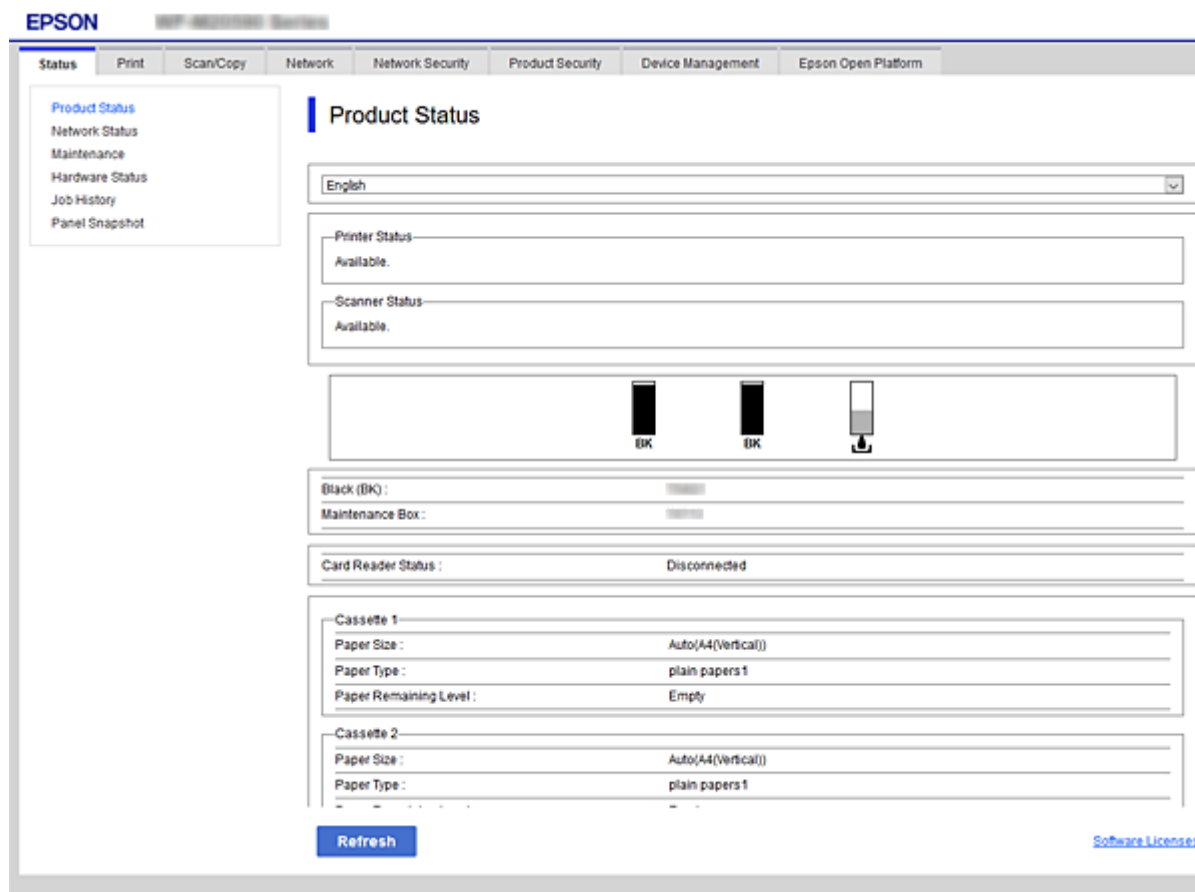 EPSON
Status Print Scan/Copy Network Network Security Product Security Device Management Epson Open Platform
Product Status
Network Status
Maintenance
Hardware Status
Job History
Panel Snapshot
Product Status
English
Printer Status
Available.
Scanner Status
Available.
BK BK
Black (BK) :
Maintenance Box :
Card Reader Status : Disconnected
Cassette 1
Paper Size : Auto(A4(Vertical))
Paper Type : plain papers1
Paper Remaining Level : Empty
Cassette 2
Paper Size : Auto(A4(Vertical))
Paper Type : plain papers1
Refresh
Software Licenses